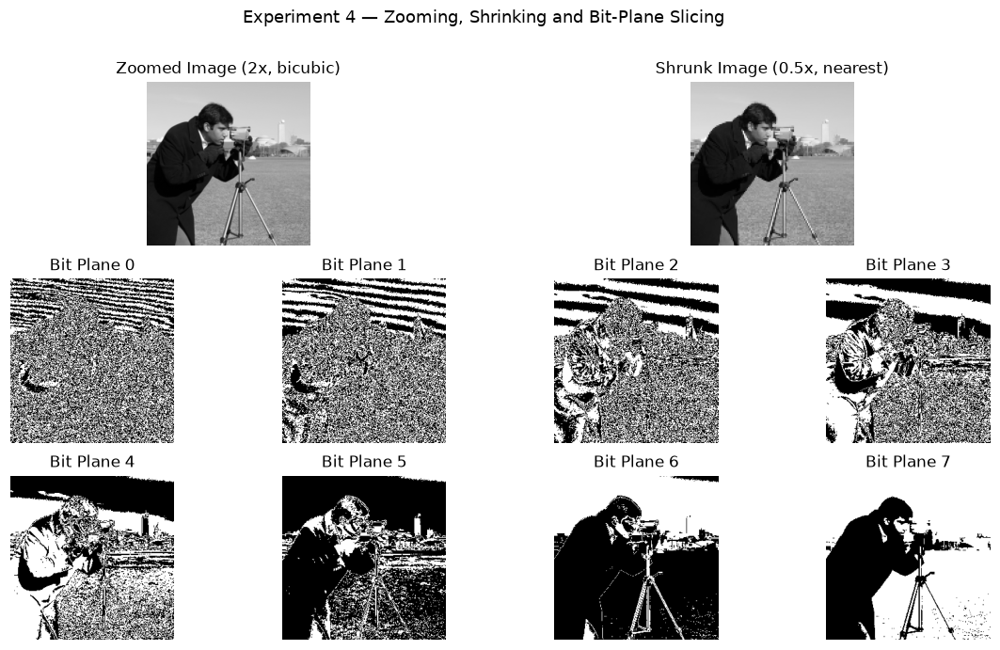 Experiment 4 — Zooming, Shrinking and Bit-Plane Slicing
Zoomed Image (2x, bicubic)
Shrunk Image (0.5x, nearest)
Bit Plane 0
Bit Plane 1
Bit Plane 2
Bit Plane 3
Bit Plane 4
Bit Plane 5
Bit Plane 6
Bit Plane 7